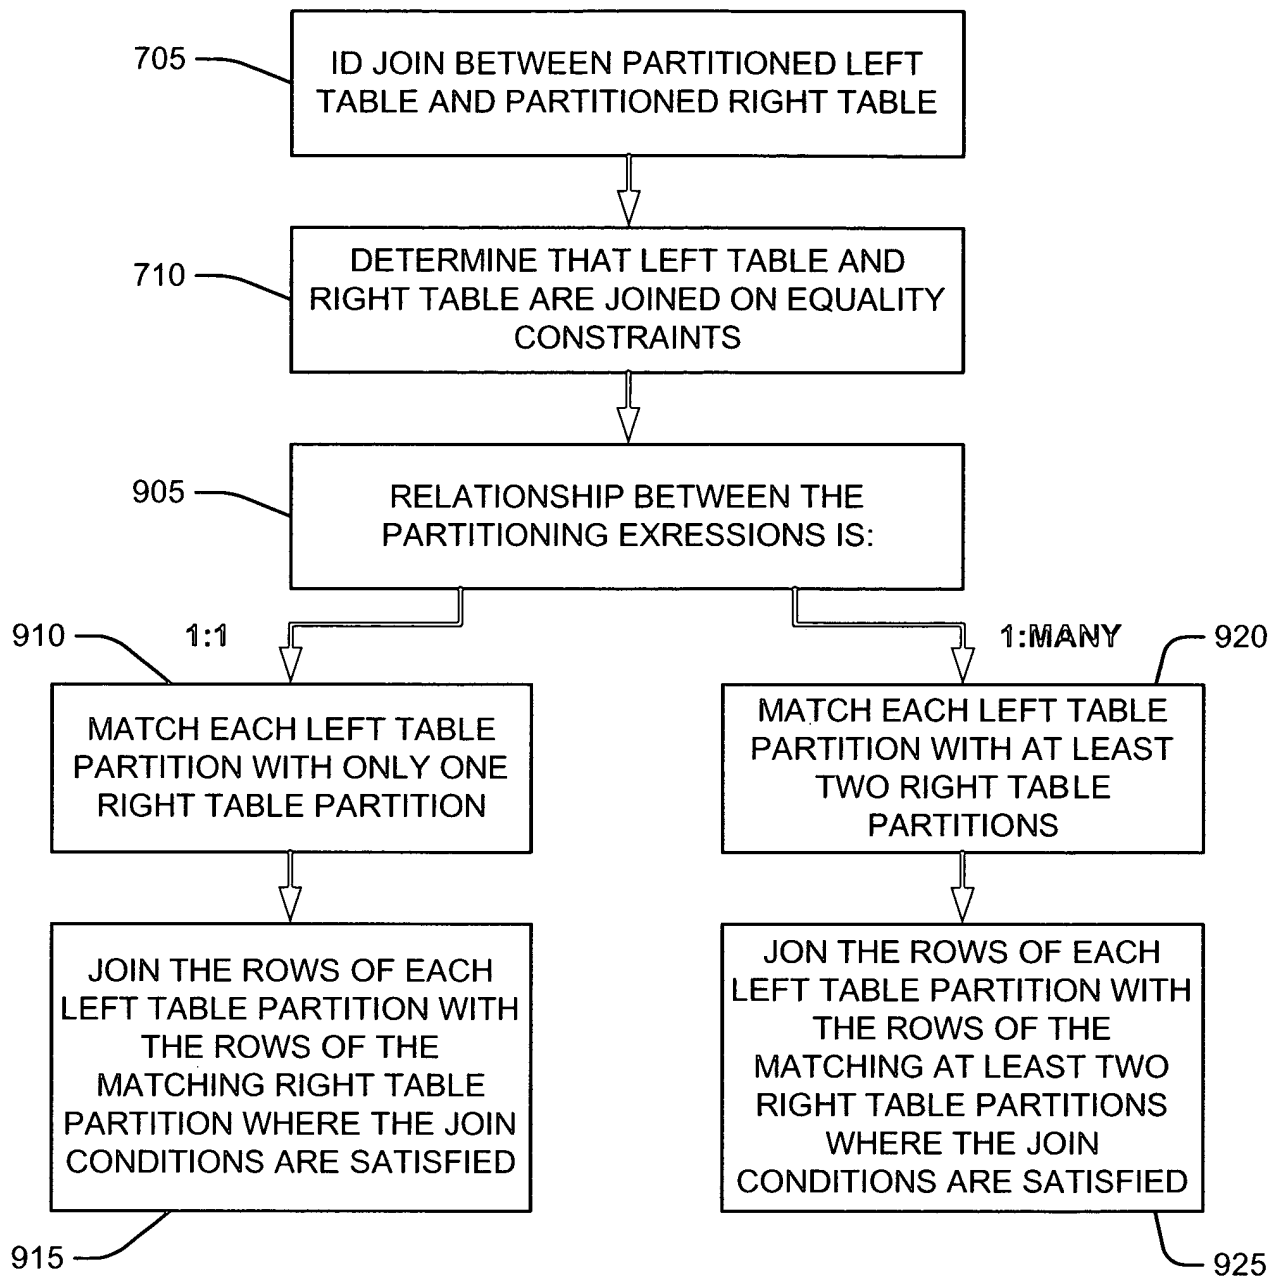 705
ID JOIN BETWEEN PARTITIONED LEFT
TABLE AND PARTITIONED RIGHT TABLE
710
DETERMINE THAT LEFT TABLE AND
RIGHT TABLE ARE JOINED ON EQUALITY
CONSTRAINTS
905
RELATIONSHIP BETWEEN THE
PARTITIONING EXRESSIONS IS:
910
1:1
MATCH EACH LEFT TABLE
PARTITION WITH ONLY ONE
RIGHT TABLE PARTITION
JOIN THE ROWS OF EACH
LEFT TABLE PARTITION WITH
THE ROWS OF THE
MATCHING RIGHT TABLE
PARTITION WHERE THE JOIN
CONDITIONS ARE SATISFIED
915
1:MANY
920
MATCH EACH LEFT TABLE
PARTITION WITH AT LEAST
TWO RIGHT TABLE
PARTITIONS
JON THE ROWS OF EACH
LEFT TABLE PARTITION WITH
THE ROWS OF THE
MATCHING AT LEAST TWO
RIGHT TABLE PARTITIONS
WHERE THE JOIN
CONDITIONS ARE SATISFIED
925